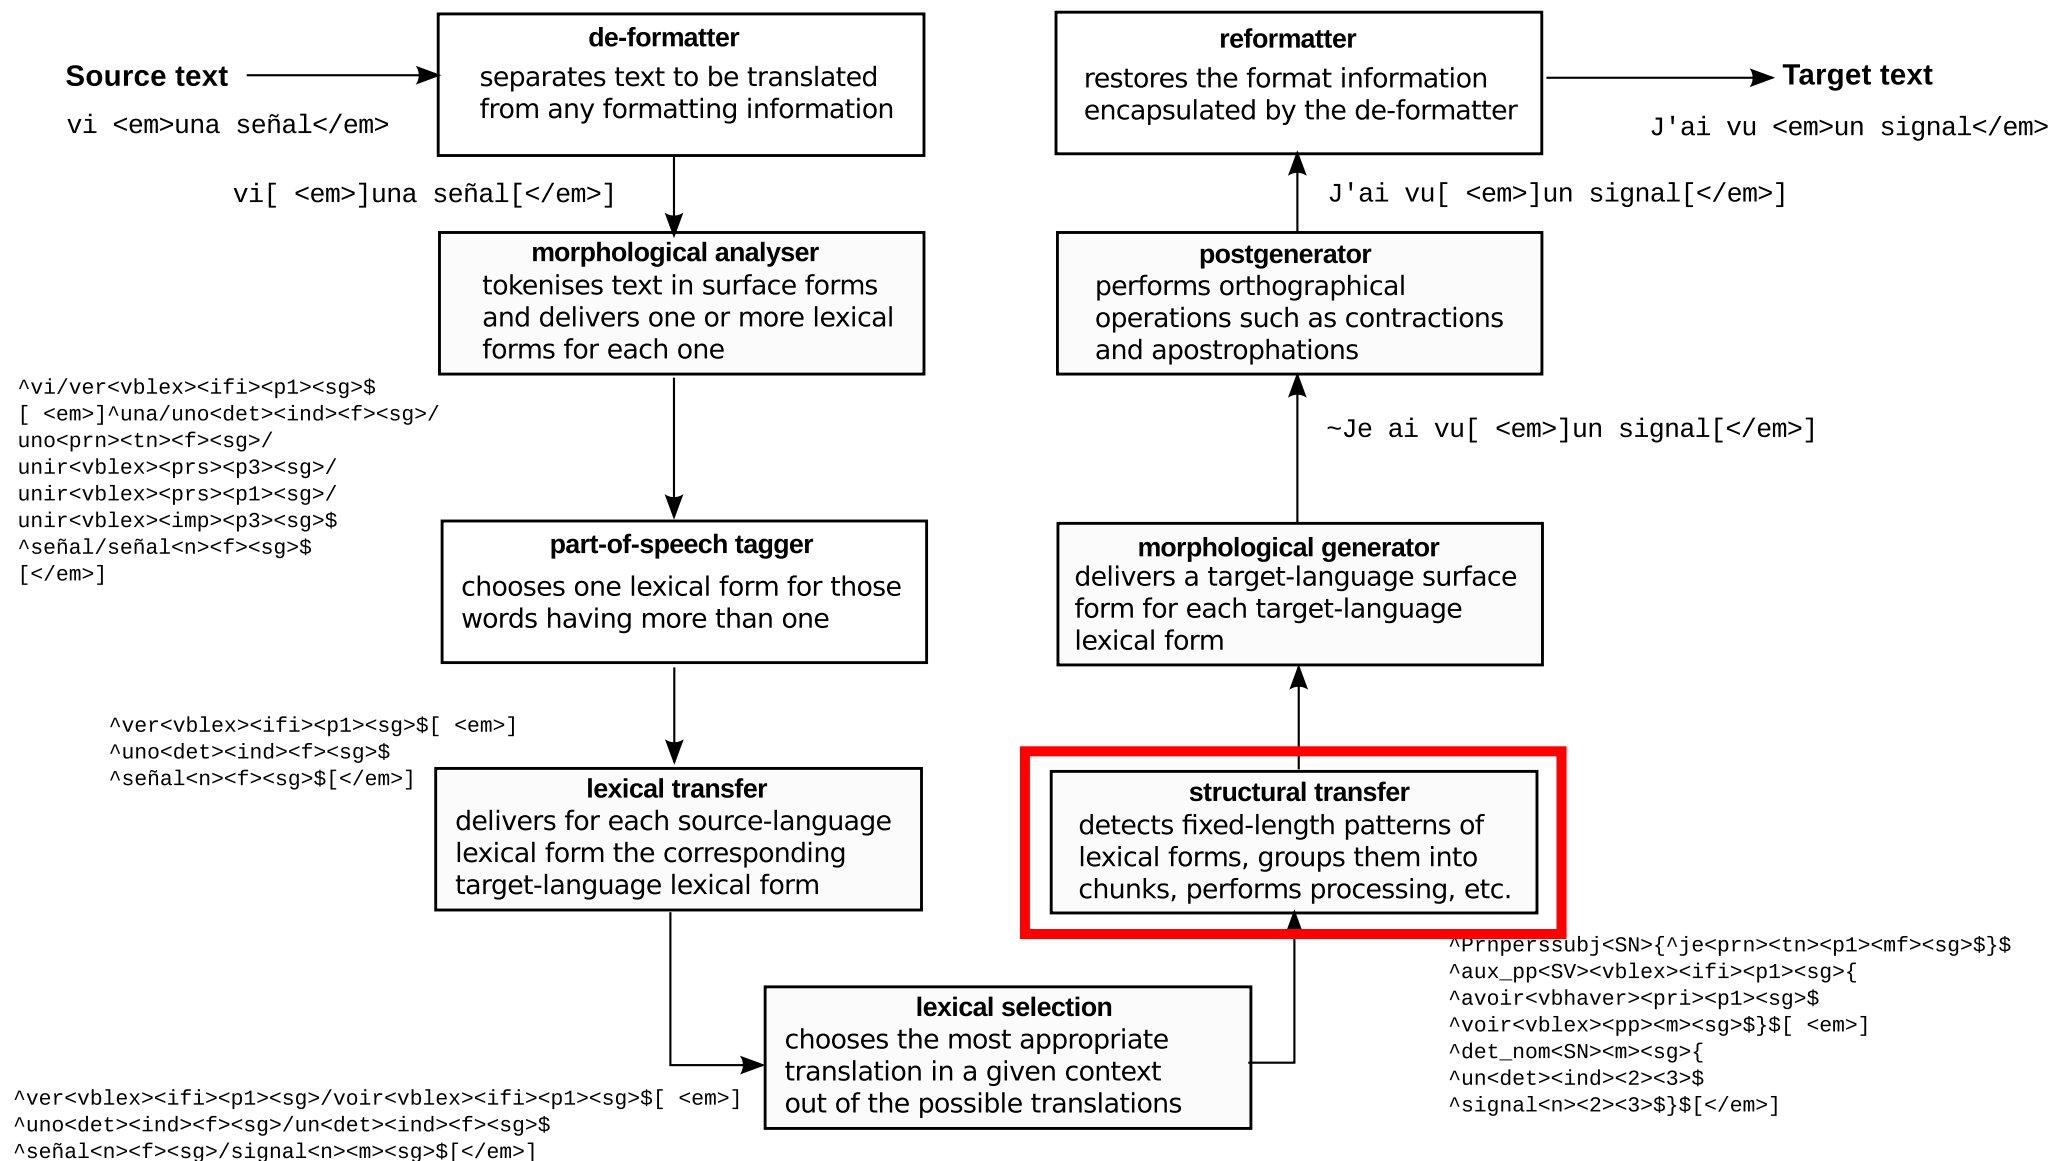 Source text
vi <em>una señal</em>
de-formatter
separates text to be translated
from any formatting information
vi[ <em>]una señal[</em>]
morphological analyser
tokenises text in surface forms
and delivers one or more lexical
forms for each one
^vi/ver<vblex><ifi><p1><sg>$
[ <em>]^una/uno<det><ind><f><sg>/
uno<prn><tn><f><sg>/
unir<vblex><prs><p3><sg>/
unir<vblex><prs><p1><sg>/
unir<vblex><imp><p3><sg>$
^señal/señal<n><f><sg>$
[</em>]
part-of-speech tagger
chooses one lexical form for those
words having more than one
^ver<vblex><ifi><p1><sg>$[ <em>]
^uno<det><ind><f><sg>$
^señal<n><f><sg>$[</em>]
lexical transfer
delivers for each source-language
lexical form the corresponding
target-language lexical form
^ver<vblex><ifi><p1><sg>/voir<vblex><ifi><p1><sg>$[ <em>]
^uno<det><ind><f><sg>/un<det><ind><f><sg>$
^señal<n><f><sg>/signal<n><m><sg>$[</em>]
lexical selection
chooses the most appropriate
translation in a given context
out of the possible translations
structural transfer
detects fixed-length patterns of
lexical forms, groups them into
chunks, performs processing, etc.
^Prnperssubj<SN>{^je<prn><tn><p1><mf><sg>$}$
^aux_pp<SV><vblex><ifi><p1><sg>{
^avoir<vbhaver><pri><p1><sg>$
^voir<vblex><pp><m><sg>$}$[ <em>]
^det_nom<SN><m><sg>{
^un<det><ind><2><3>$
^signal<n><2><3>$}$[</em>]
morphological generator
delivers a target-language surface
form for each target-language
lexical form
~Je ai vu[ <em>]un signal[</em>]
postgenerator
performs orthographical
operations such as contractions
and apostrophations
J'ai vu[ <em>]un signal[</em>]
reformatter
restores the format information
encapsulated by the de-formatter
Target text
J'ai vu <em>un signal</em>